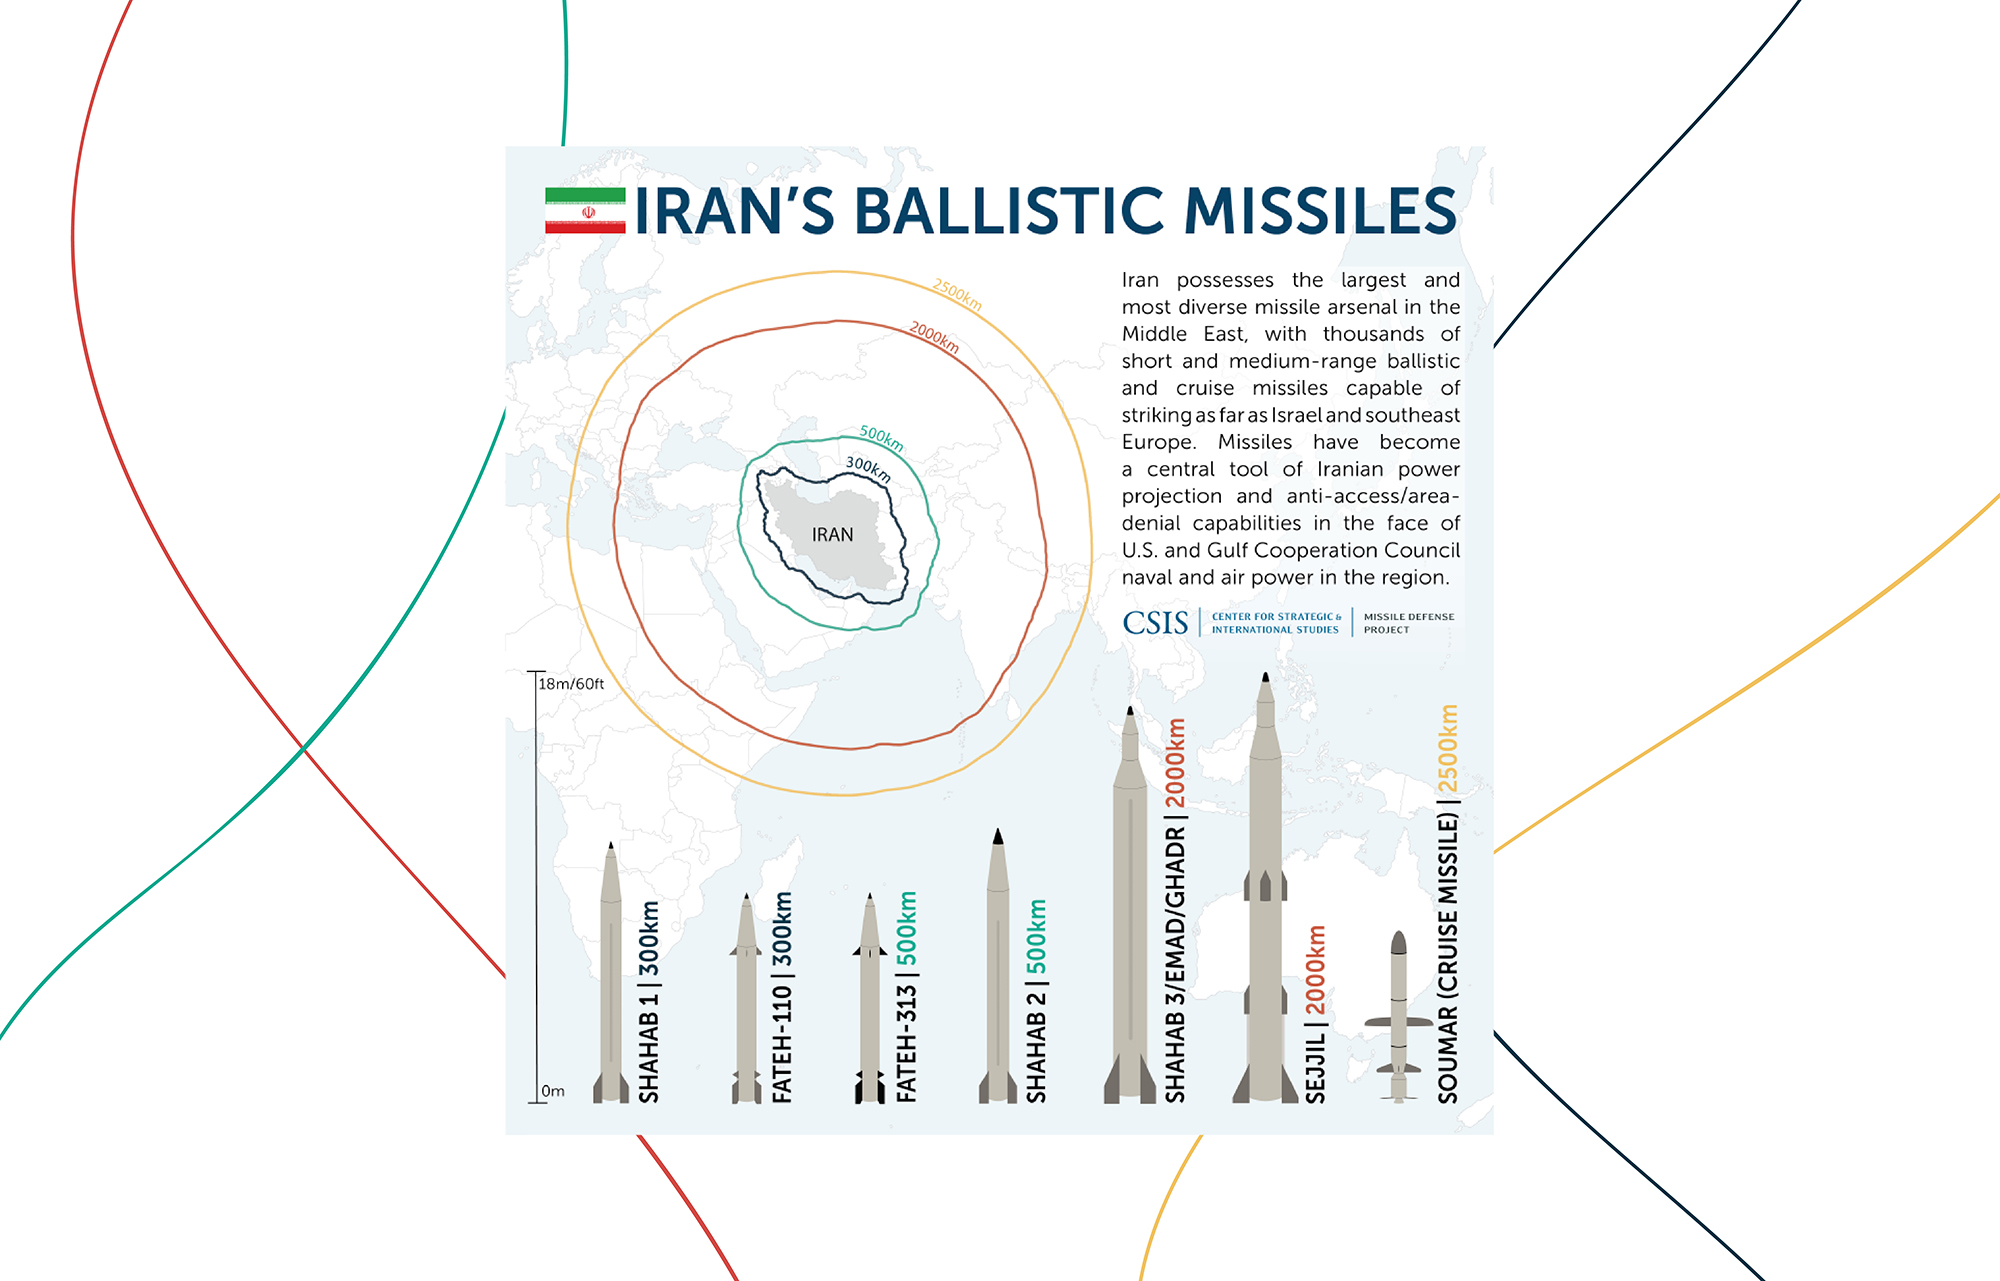 IRAN'S BALLISTIC MISSILES
Iran possesses the largest and
most diverse missile arsenal in the
Middle East, with thousands of
short and medium-range ballistic
and cruise missiles capable of
striking as far as Israel and southeast
Europe. Missiles have become
a central tool of Iranian power
projection and anti-access/area-
denial capabilities in the face of
U.S. and Gulf Cooperation Council
naval and air power in the region.
CSIS
CENTER FOR STRATEGIC &
INTERNATIONAL STUDIES
MISSILE DEFENSE
PROJECT
2500km
2000km
500km
300km
IRAN
18m/60ft
0m
SHAHAB 1 | 300km
FATEH-110 | 300km
FATEH-313 | 500km
SHAHAB 2 | 500km
SHAHAB 3/EMAD/GHADR | 2000km
SEJJIL | 2000km
SOUMAR (CRUISE MISSILE) | 2500km